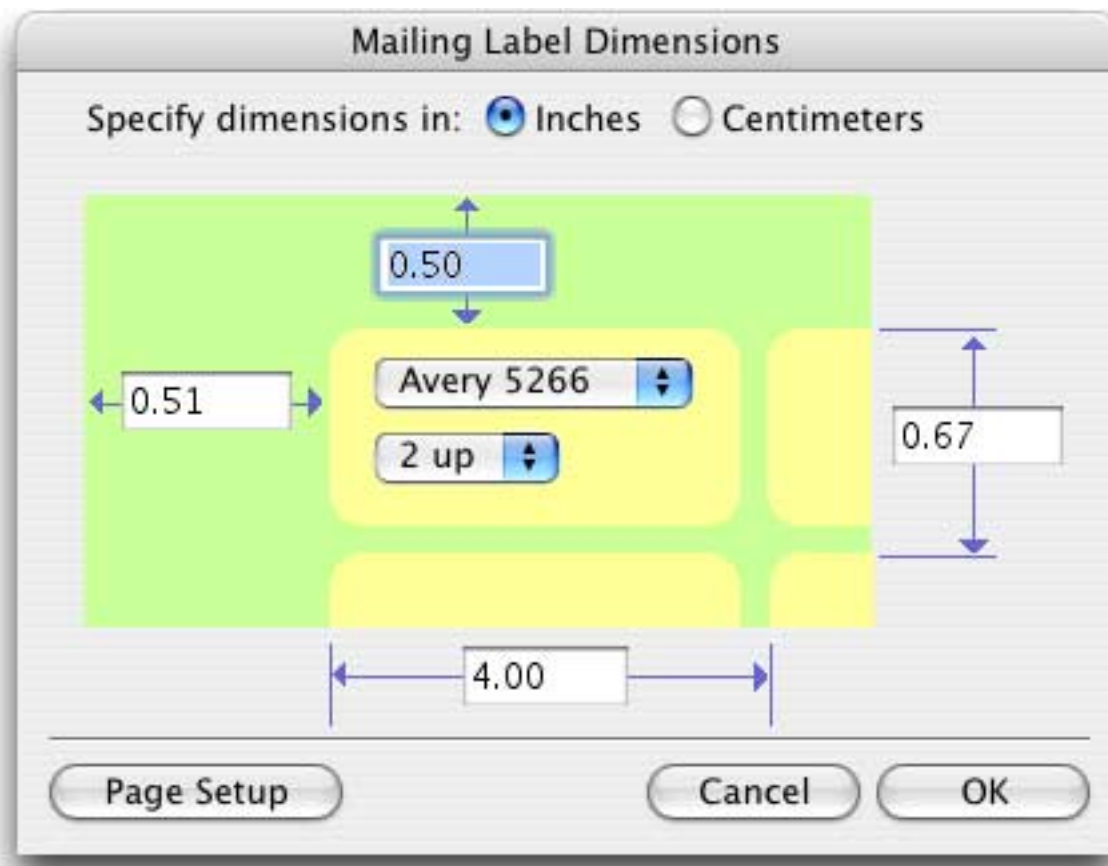 Mailing Label Dimensions
Specify dimensions in: Inches Centimeters
0.50
Avery 5266
0.51
0.67
2 up
4.00
Page Setup Cancel OK